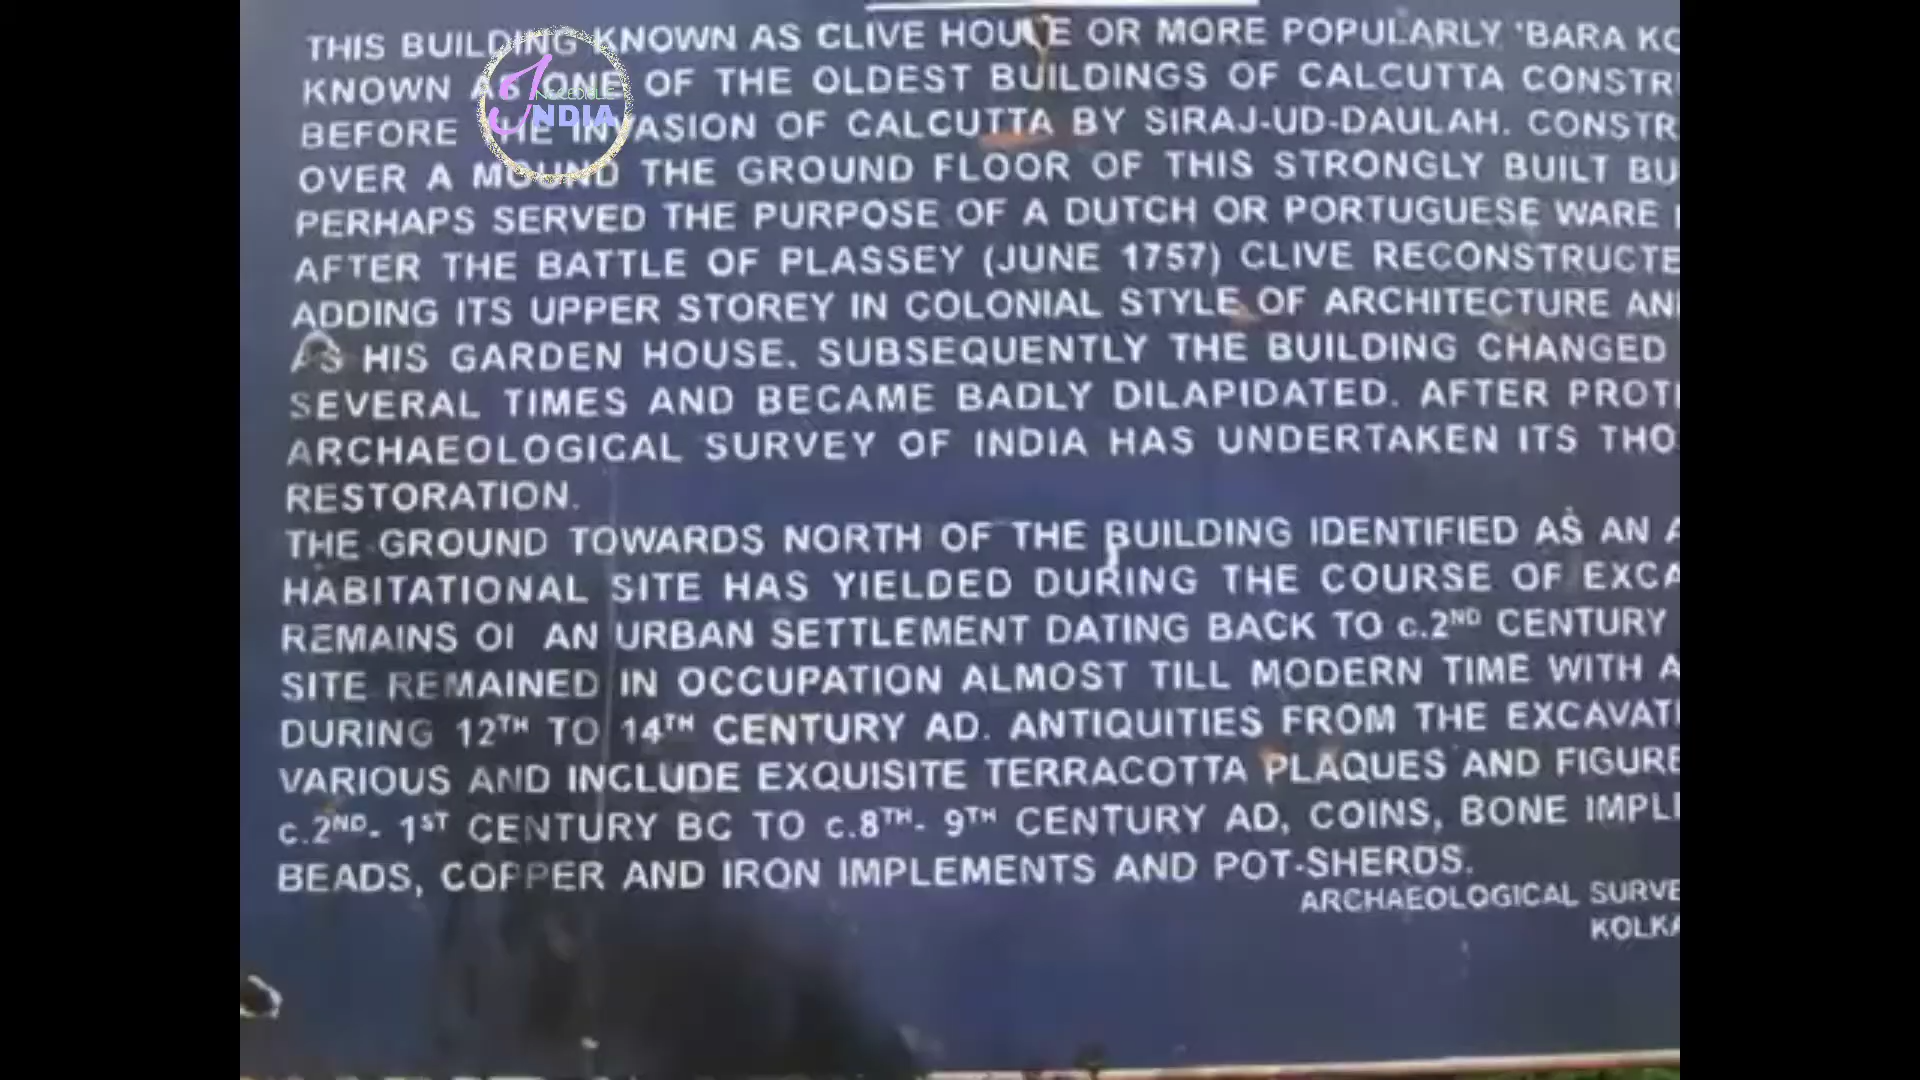 THIS BUILDING KNOWN AS CLIVE HOUSE OR MORE POPULARLY 'BARA KO
KNOWN AS ONE OF THE OLDEST BUILDINGS OF CALCUTTA CONSTR
BEFORE THE INVASION OF CALCUTTA BY SIRAJ-UD-DAULAH. CONSTR
OVER A MOUND THE GROUND FLOOR OF THIS STRONGLY BUILT BU
PERHAPS SERVED THE PURPOSE OF A DUTCH OR PORTUGUESE WARE
AFTER THE BATTLE OF PLASSEY (JUNE 1757) CLIVE RECONSTRUCTE
ADDING ITS UPPER STOREY IN COLONIAL STYLE OF ARCHITECTURE AN
AS HIS GARDEN HOUSE. SUBSEQUENTLY THE BUILDING CHANGED
SEVERAL TIMES AND BECAME BADLY DILAPIDATED. AFTER PROT
ARCHAEOLOGICAL SURVEY OF INDIA HAS UNDERTAKEN ITS THO
RESTORATION.
THE GROUND TOWARDS NORTH OF THE BUILDING IDENTIFIED AS AN A
HABITATIONAL SITE HAS YIELDED DURING THE COURSE OF EXCA
REMAINS OF AN URBAN SETTLEMENT DATING BACK TO c.2ND CENTURY
SITE REMAINED IN OCCUPATION ALMOST TILL MODERN TIME WITH A
DURING 12TH TO 14TH CENTURY AD. ANTIQUITIES FROM THE EXCAVATI
VARIOUS AND INCLUDE EXQUISITE TERRACOTTA PLAQUES AND FIGURE
c.2ND- 1ST CENTURY BC TO c.8TH- 9TH CENTURY AD, COINS, BONE IMPL
BEADS, COPPER AND IRON IMPLEMENTS AND POT-SHERDS.
ARCHAEOLOGICAL SURVE
KOLKA
INCREDIBLE
INDIA